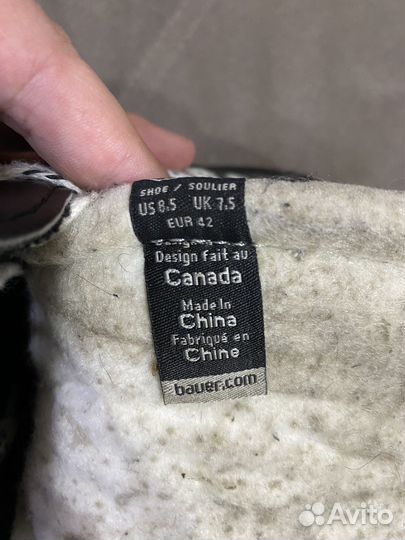 SHOE / SOULIER
US 8.5 UK 7.5
EUR 42
Design fait au
Canada
Made In
China
Fabriqué en
Chine
bauer.com
Avito